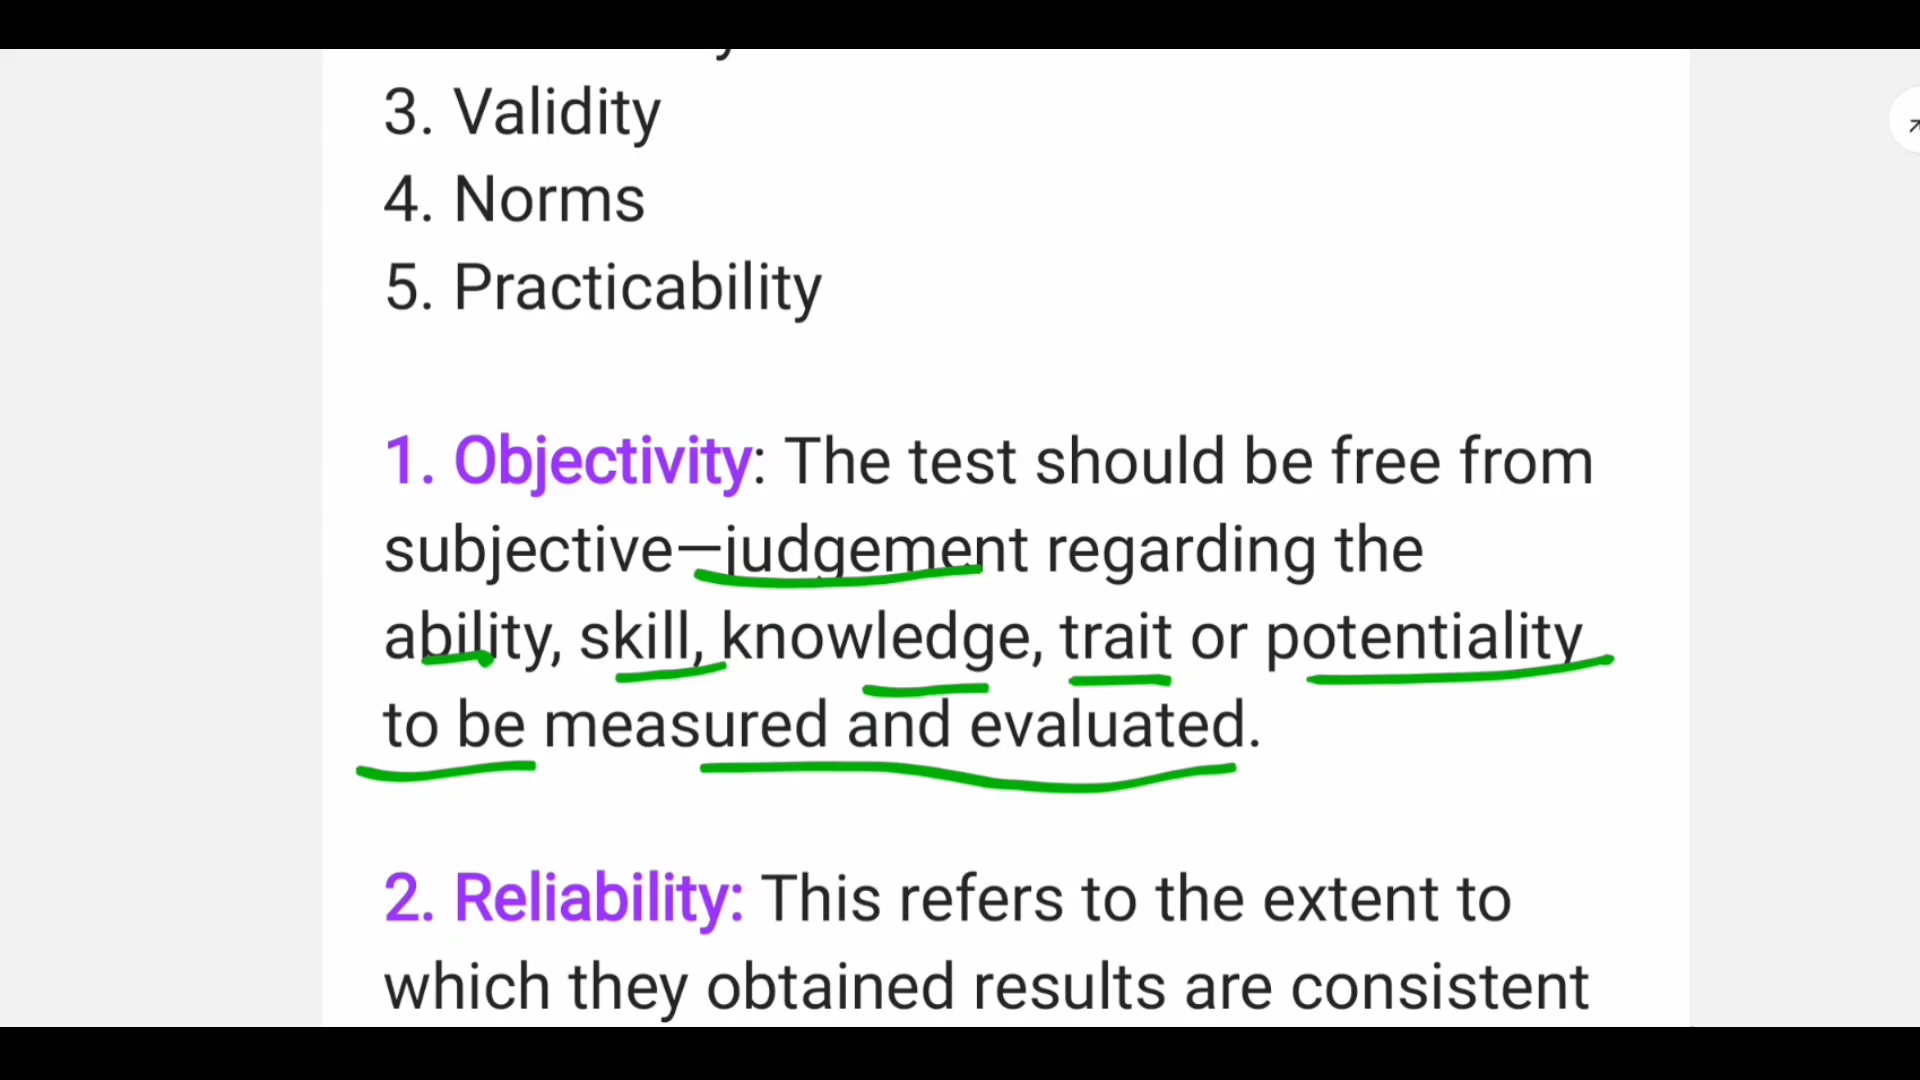 3. Validity
4. Norms
5. Practicability
1. Objectivity: The test should be free from
subjective—judgement regarding the
ability, skill, knowledge, trait or potentiality
to be measured and evaluated.
2. Reliability: This refers to the extent to
which they obtained results are consistent